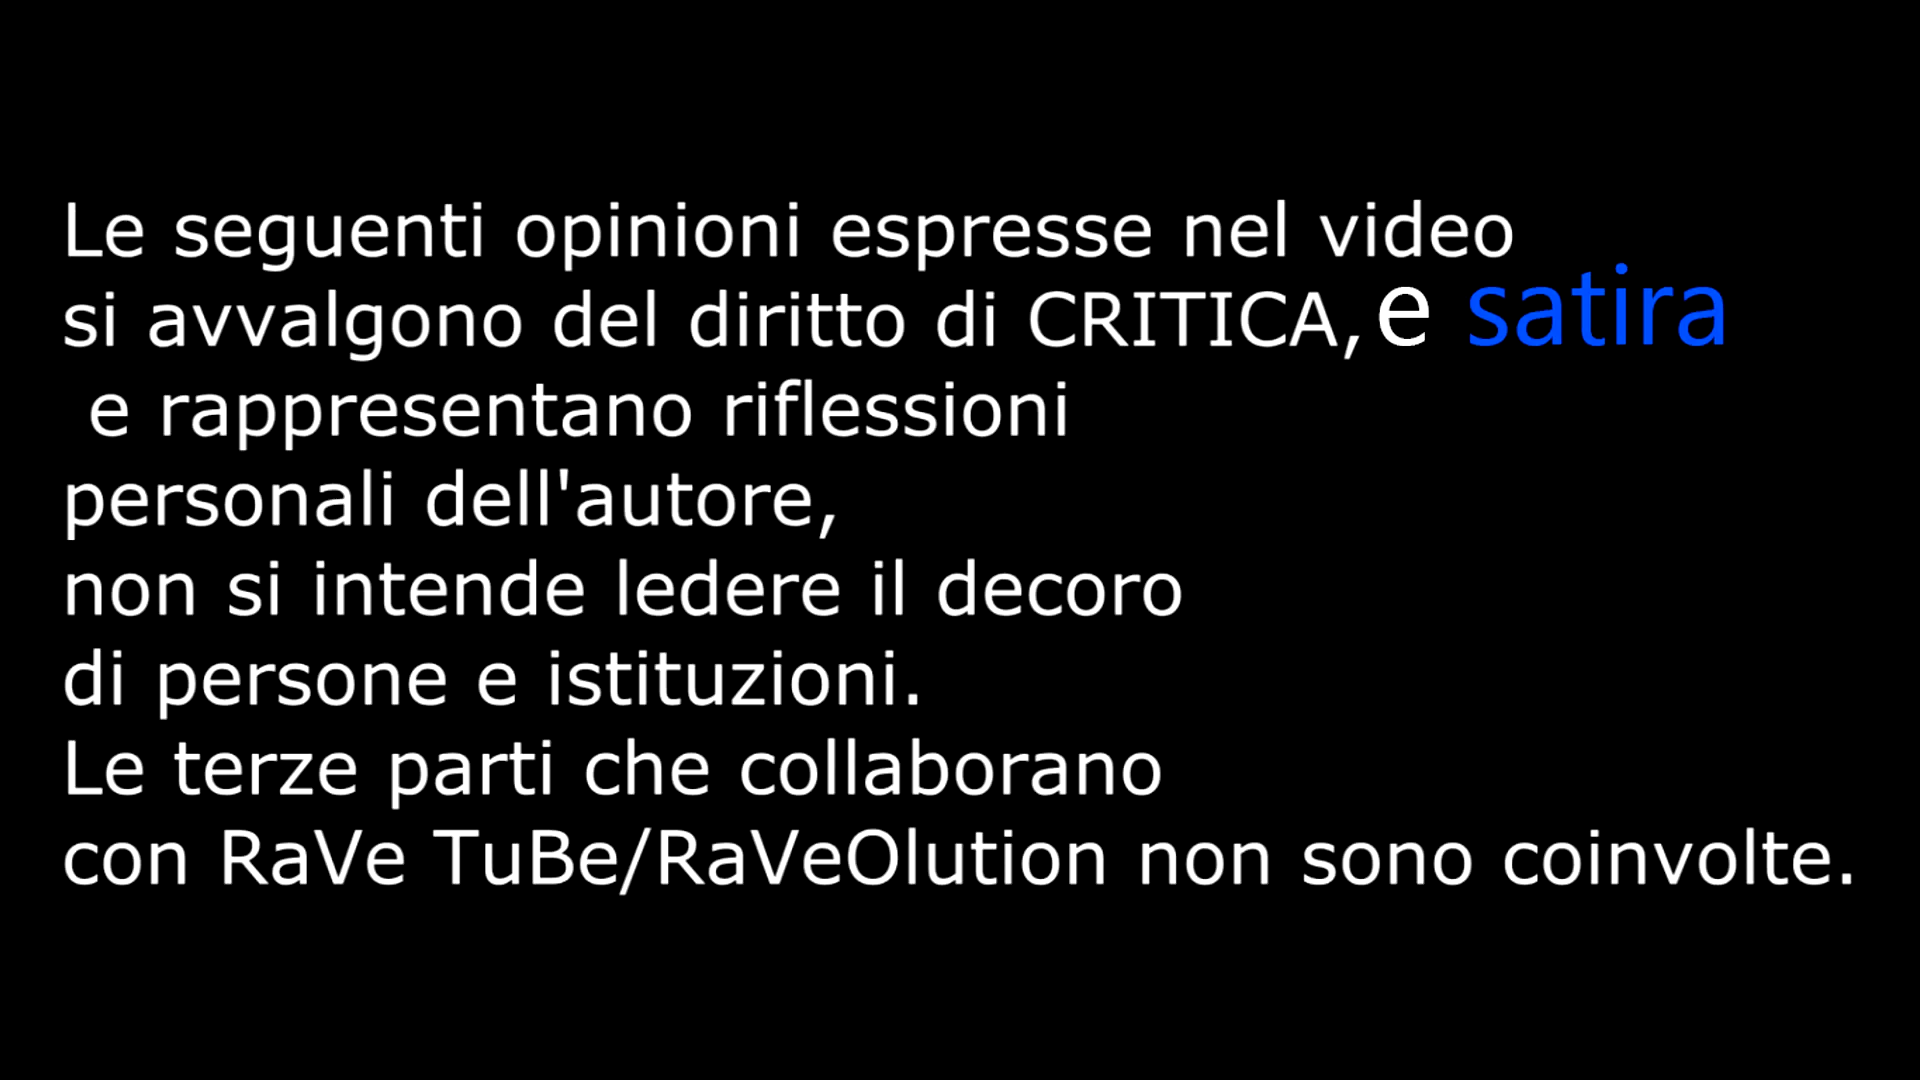 Le seguenti opinioni espresse nel video
si avvalgono del diritto di CRITICA, e satira
e rappresentano riflessioni
personali dell'autore,
non si intende ledere il decoro
di persone e istituzioni.
Le terze parti che collaborano
con RaVe TuBe/RaVeOlution non sono coinvolte.